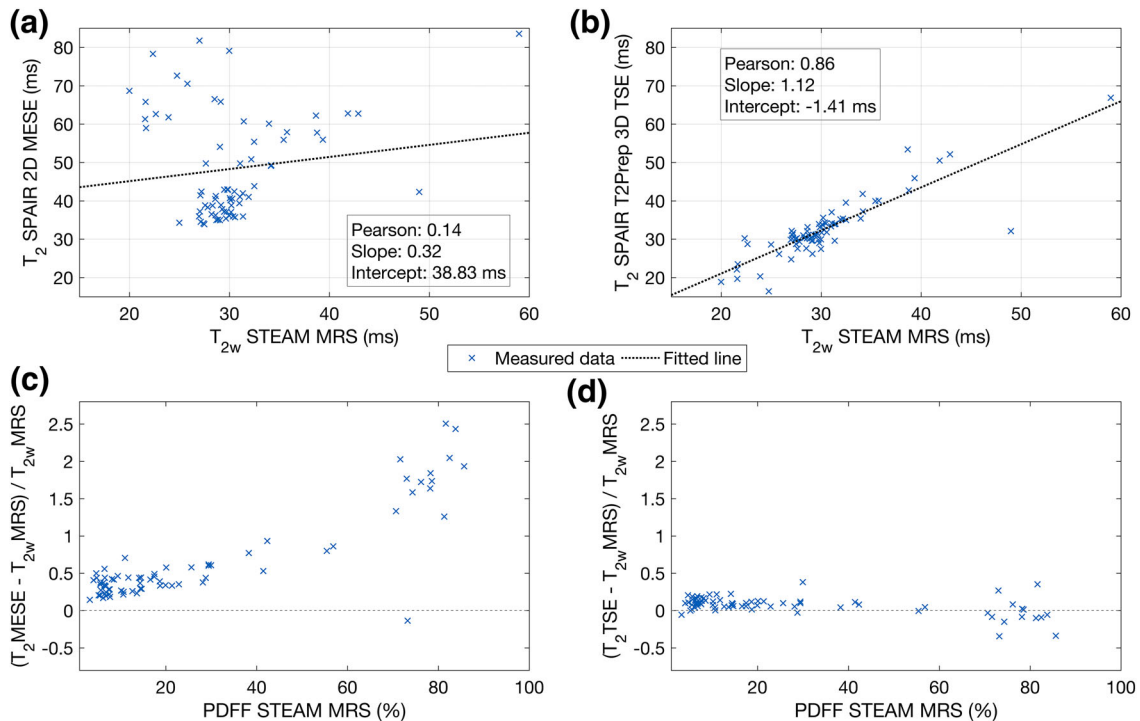 (a)
T2 SPAIR 2D MESE (ms)
80
70
60
50
40
30
20
Pearson: 0.14
Slope: 0.32
Intercept: 38.83 ms
20 30 40 50 60
T2w STEAM MRS (ms)
(b)
T2 SPAIR T2Prep 3D TSE (ms)
80
70
60
50
40
30
20
Pearson: 0.86
Slope: 1.12
Intercept: -1.41 ms
20 30 40 50 60
T2w STEAM MRS (ms)
× Measured data Fitted line
(c)
(T2MESE - T2wMRS) / T2wMRS
2.5
2
1.5
1
0.5
0
-0.5
20 40 60 80 100
PDFF STEAM MRS (%)
(d)
(T2TSE - T2wMRS) / T2wMRS
2.5
2
1.5
1
0.5
0
-0.5
20 40 60 80 100
PDFF STEAM MRS (%)